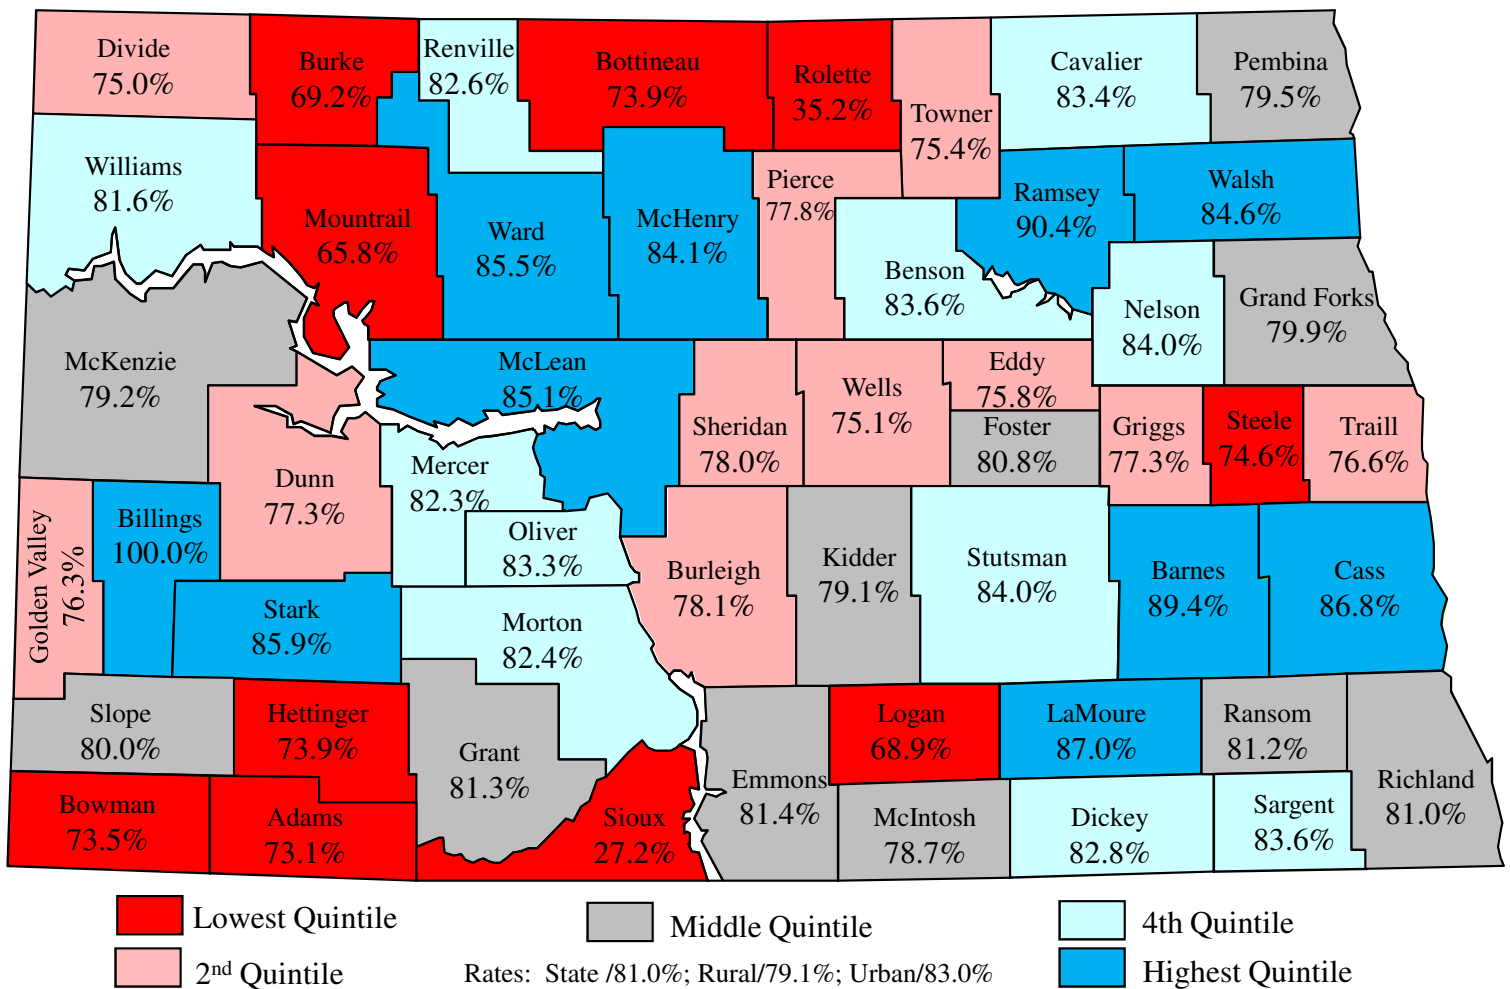 Divide
75.0%
Burke
69.2%
Renville
82.6%
Bottineau
73.9%
Rolette
35.2%
Towner
75.4%
Cavalier
83.4%
Pembina
79.5%
Williams
81.6%
Mountrail
65.8%
Ward
85.5%
McHenry
84.1%
Pierce
77.8%
Benson
83.6%
Ramsey
90.4%
Walsh
84.6%
Nelson
84.0%
Grand Forks
79.9%
McKenzie
79.2%
McLean
85.1%
Sheridan
78.0%
Wells
75.1%
Eddy
75.8%
Foster
80.8%
Griggs
77.3%
Steele
74.6%
Traill
76.6%
Dunn
77.3%
Mercer
82.3%
Oliver
83.3%
Golden Valley
76.3%
Billings
100.0%
Stark
85.9%
Morton
82.4%
Burleigh
78.1%
Kidder
79.1%
Stutsman
84.0%
Barnes
89.4%
Cass
86.8%
Slope
80.0%
Hettinger
73.9%
Grant
81.3%
Emmons
81.4%
Logan
68.9%
LaMoure
87.0%
Ransom
81.2%
Richland
81.0%
Bowman
73.5%
Adams
73.1%
Sioux
27.2%
McIntosh
78.7%
Dickey
82.8%
Sargent
83.6%
Lowest Quintile
Middle Quintile
4th Quintile
2nd Quintile
Rates: State /81.0%; Rural/79.1%; Urban/83.0%
Highest Quintile